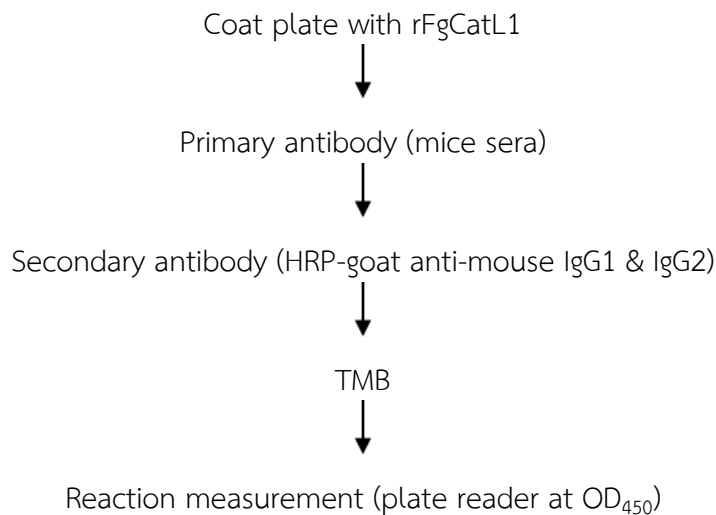 Coat plate with rFgCatL1
Primary antibody (mice sera)
Secondary antibody (HRP-goat anti-mouse IgG1 & IgG2)
TMB
Reaction measurement (plate reader at OD₄₅₀)